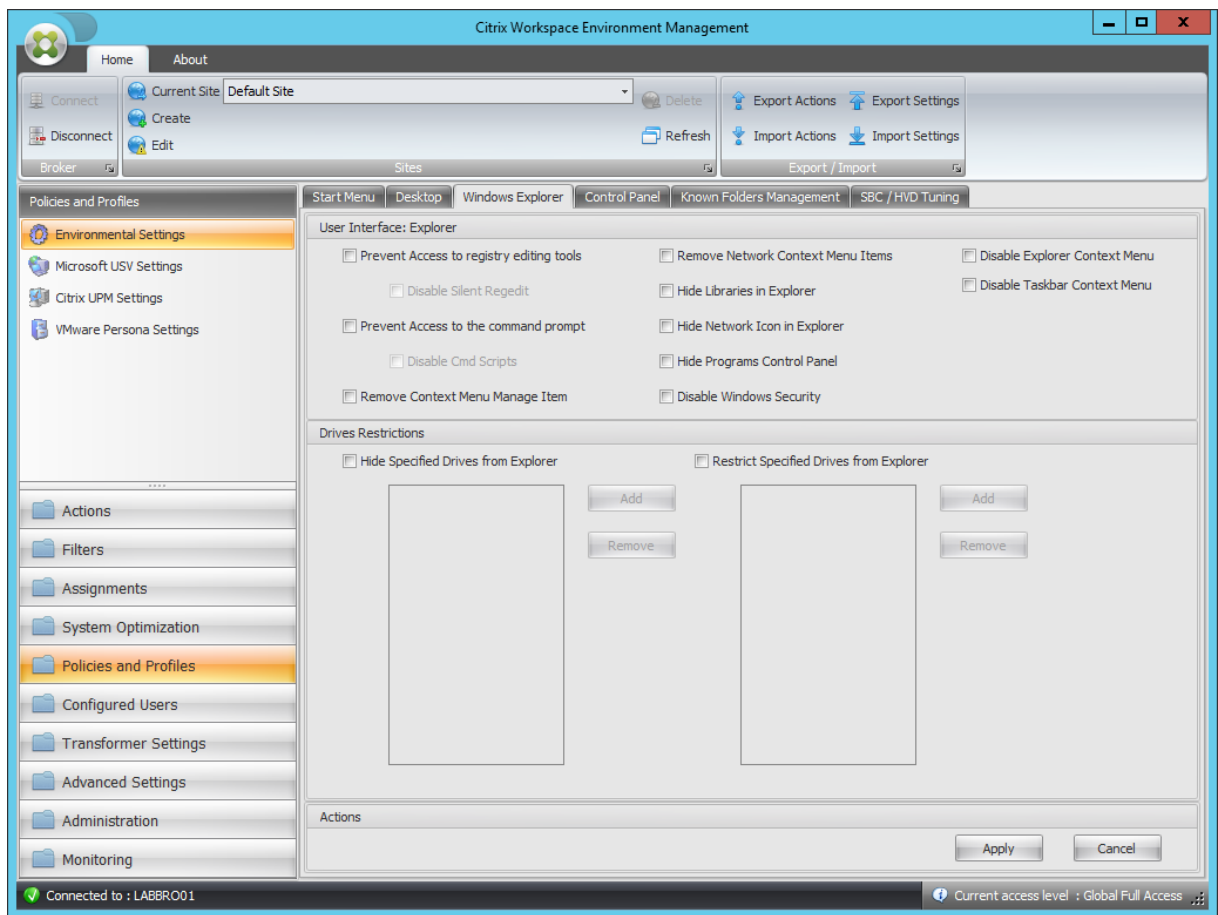 Citrix Workspace Environment Management
Home About
Connect
Disconnect
Broker
Current Site Default Site
Create
Edit
Delete
Refresh
Sites
Export Actions Export Settings
Import Actions Import Settings
Export / Import
Policies and Profiles
Environmental Settings
Microsoft USV Settings
Citrix UPM Settings
VMware Persona Settings
Actions
Filters
Assignments
System Optimization
Policies and Profiles
Configured Users
Transformer Settings
Advanced Settings
Administration
Monitoring
Start Menu Desktop Windows Explorer Control Panel Known Folders Management SBC / HVD Tuning
User Interface: Explorer
Prevent Access to registry editing tools Remove Network Context Menu Items Disable Explorer Context Menu
Disable Silent Regedit Hide Libraries in Explorer Disable Taskbar Context Menu
Prevent Access to the command prompt Hide Network Icon in Explorer
Disable Cmd Scripts Hide Programs Control Panel
Remove Context Menu Manage Item Disable Windows Security
Drives Restrictions
Hide Specified Drives from Explorer Restrict Specified Drives from Explorer
Add Add
Remove Remove
Actions
Apply Cancel
Connected to : LABBRO01 Current access level : Global Full Access